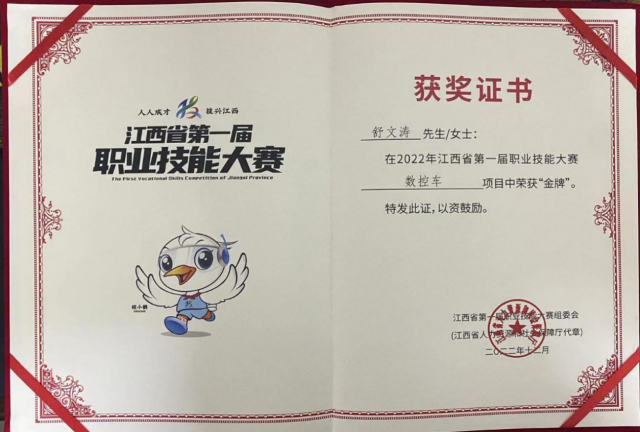 人人成才 技兴江西
江西省第一届
职业技能大赛
The First Vocational Skills Competition of Jiangxi Province
获奖证书
舒文涛 先生/女士：
在2022年江西省第一届职业技能大赛
数控车 项目中荣获“金牌”。
特发此证，以资鼓励。
江西省第一届职业技能大赛组委会
(江西省人力资源和社会保障厅代章)
二〇二二年十二月